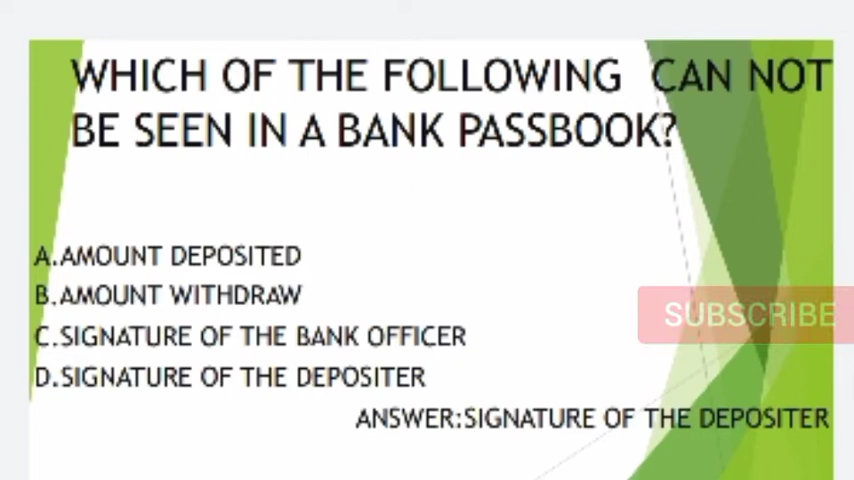 WHICH OF THE FOLLOWING CAN NOT
BE SEEN IN A BANK PASSBOOK?
A.AMOUNT DEPOSITED
B.AMOUNT WITHDRAW
C.SIGNATURE OF THE BANK OFFICER
SUBSCRIBE
D.SIGNATURE OF THE DEPOSITER
ANSWER:SIGNATURE OF THE DEPOSITER